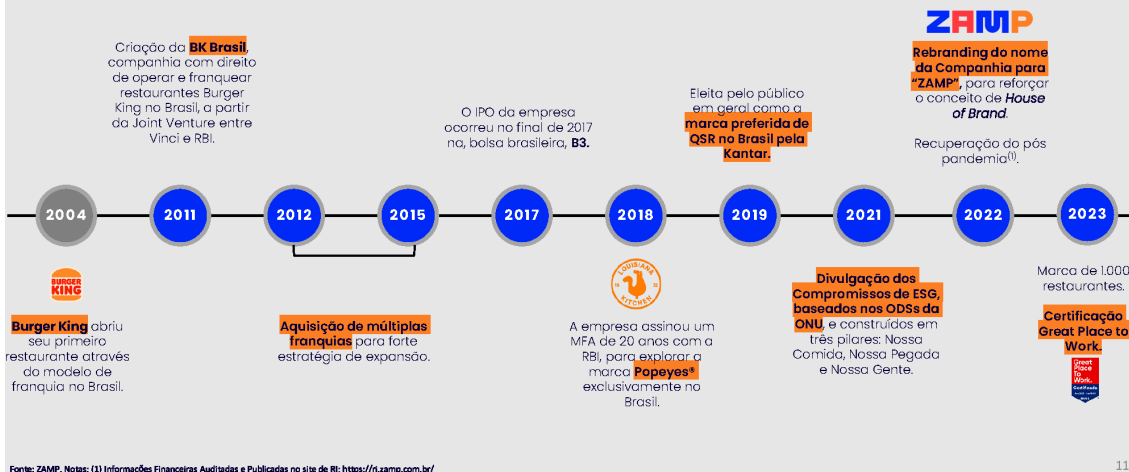 ZAMP
Criação da BK Brasil,
companhia com direito
de operar e franquear
restaurantes Burger
King no Brasil, a partir
da Joint Venture entre
Vinci e RBI.
O IPO da empresa
ocorreu no final de 2017
na, bolsa brasileira, B3.
Eleita pelo público
em geral como a
marca preferida de
QSR no Brasil pela
Kantar.
Rebranding do nome
da Companhia para
“ZAMP”, para reforçar
o conceito de House
of Brand.
Recuperação do pós
pandemia(1).
2004
2011
2012
2015
2017
2018
2019
2021
2022
2023
BURGER
KING
Burger King abriu
seu primeiro
restaurante através
do modelo de
franquia no Brasil.
Aquisição de múltiplas
franquias para forte
estratégia de expansão.
LOUISIANA
KITCHEN
A empresa assinou um
MFA de 20 anos com a
RBI, para explorar a
marca Popeyes®
exclusivamente no
Brasil.
Divulgação dos
Compromissos de ESG,
baseados nos ODSs da
ONU, e construídos em
três pilares: Nossa
Comida, Nossa Pegada
e Nossa Gente.
Marca de 1.000
restaurantes.
Certificação
Great Place to
Work.
Great
Place
To
Work.
Certificada
Fonte: ZAMP. Notas: (1) Informações Financeiras Auditadas e Publicadas no site de RI: https://ri.zamp.com.br/
11